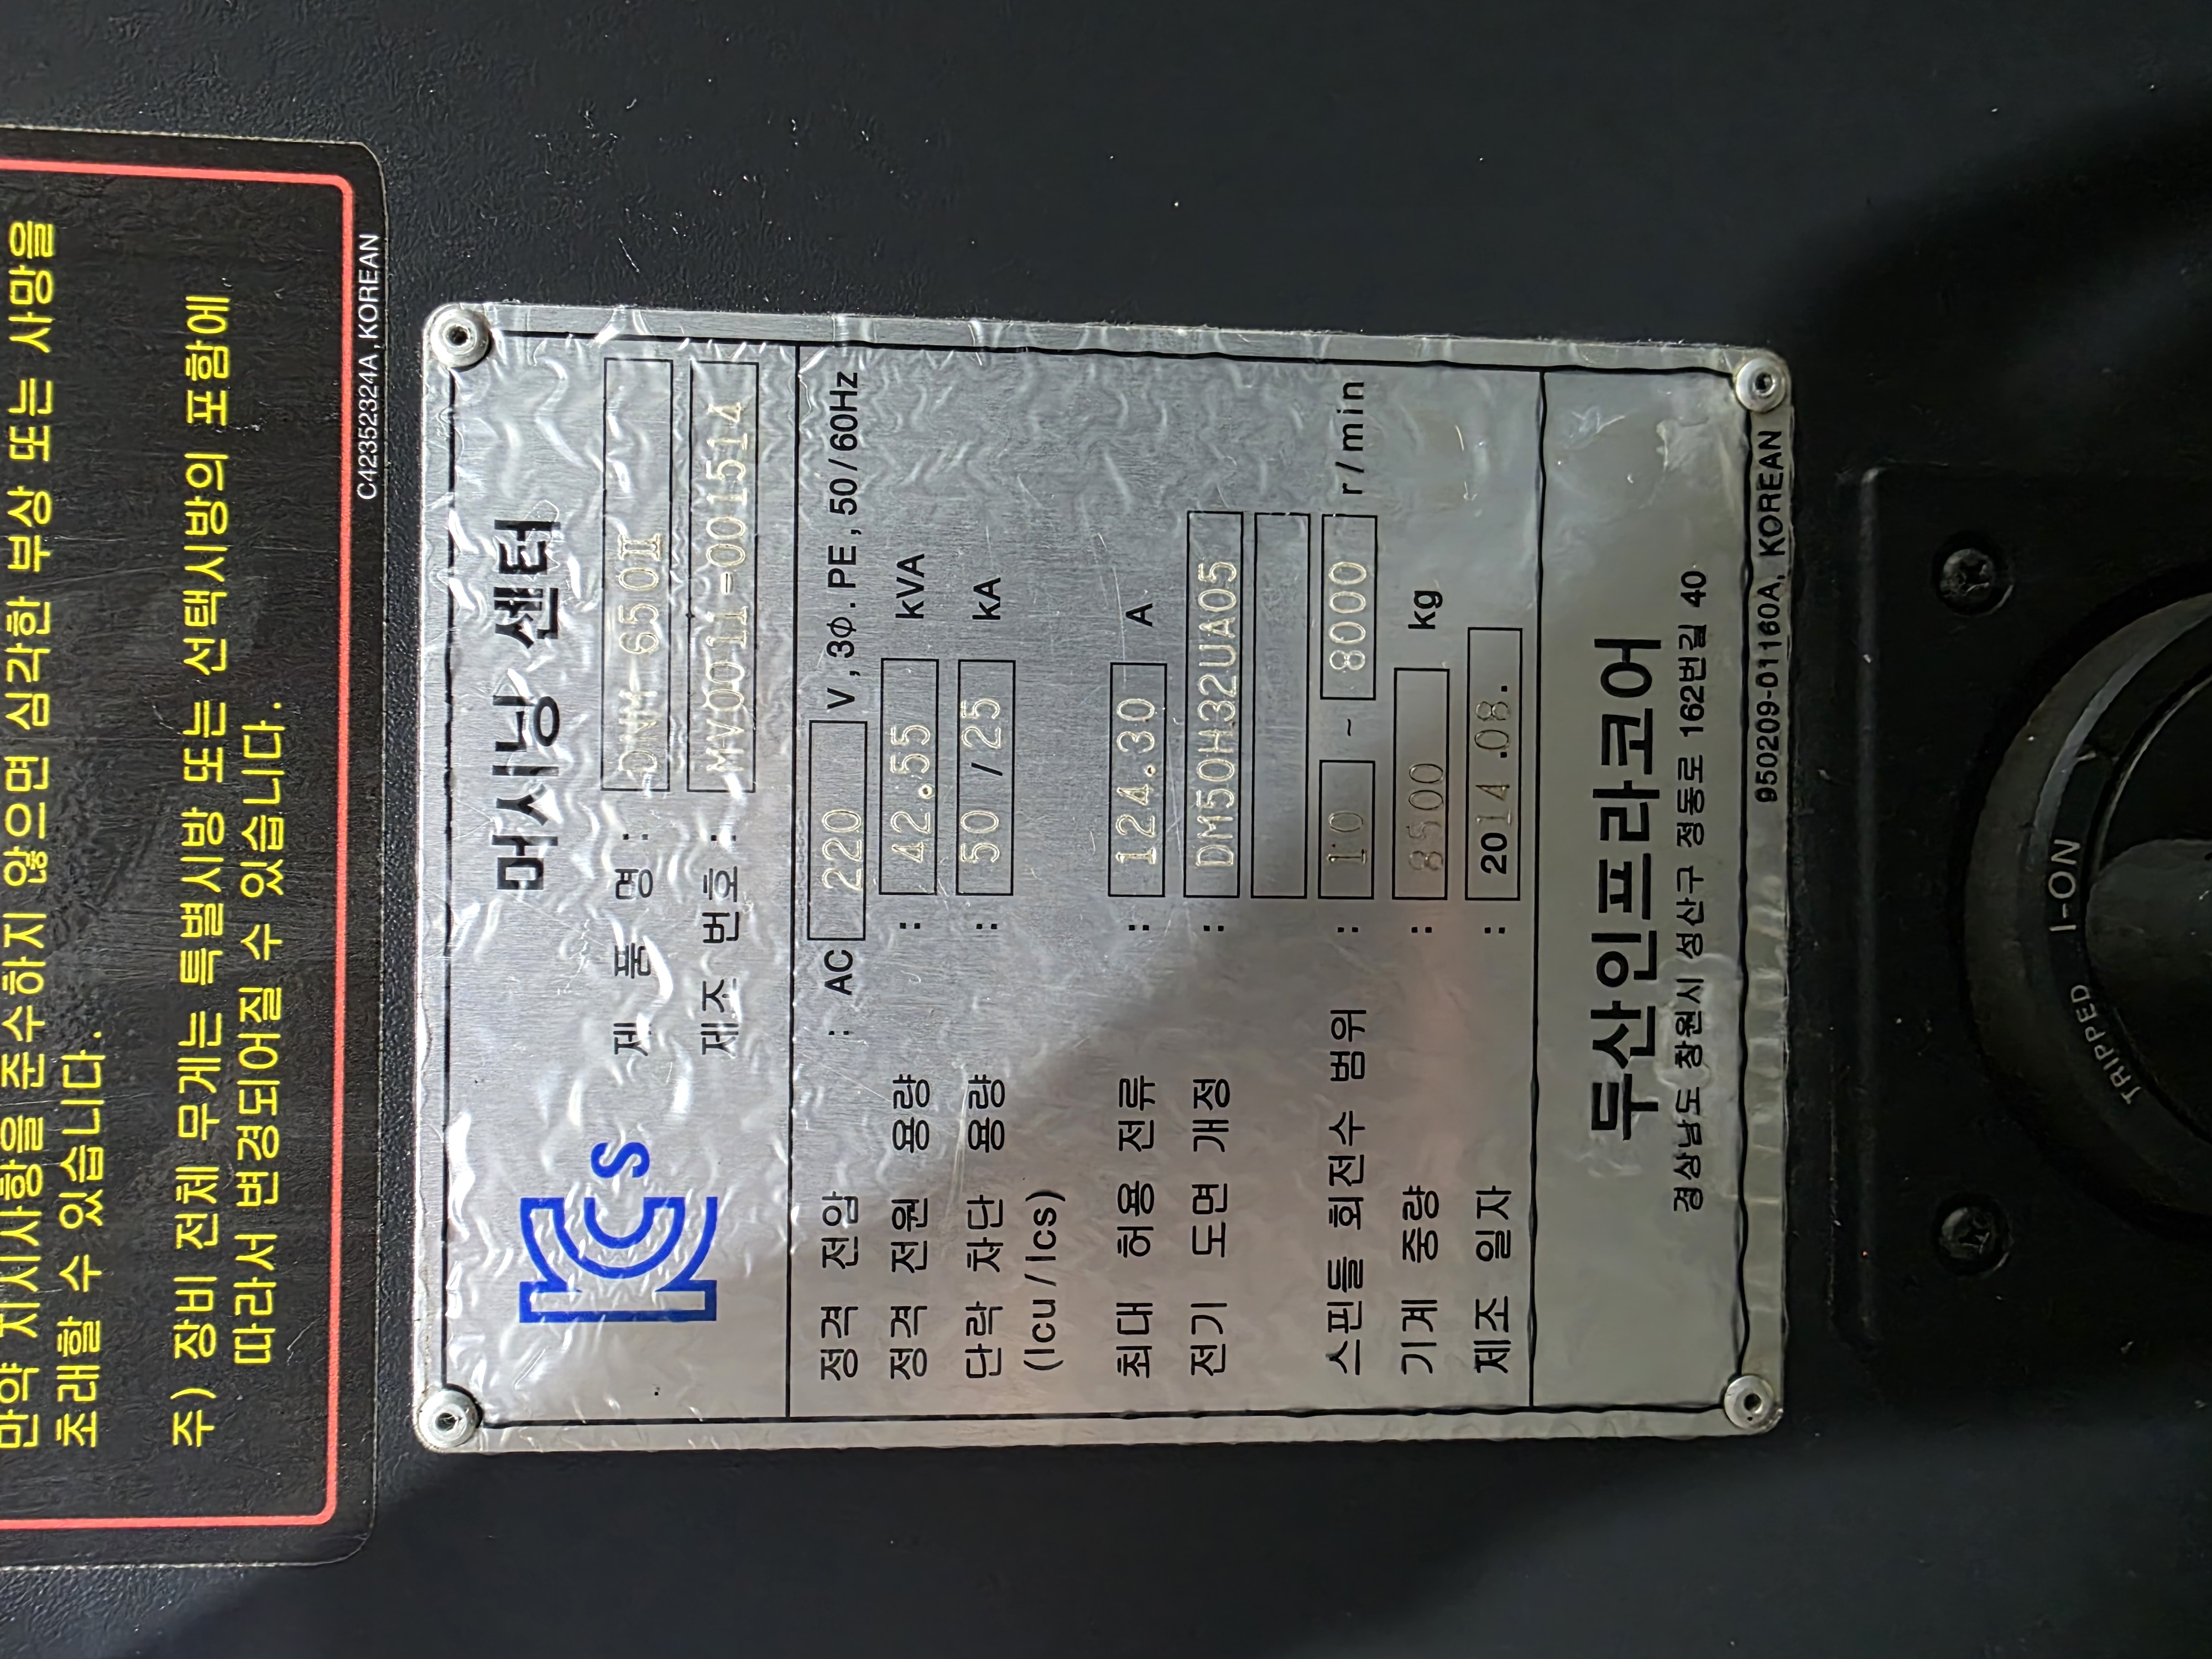 만약 지시사항을 준수하지 않으면 심각한 부상 또는 사망을
초래할 수 있습니다.
주) 장비 전체 무게는 특별시방 또는 선택시방의 포함에
따라서 변경되어질 수 있습니다.
C42352324A,KOREAN
KCs
머시닝 센터
제 품 명 : DNM 650Ⅱ
제조 번호 : MV0011-001514
정격 전압 : AC 220 V, 3Φ. PE, 50/60Hz
정격 전원 용량 : 42.55 kVA
단락 차단 용량 : 50 / 25 kA
(Icu/Ics)
최대 허용 전류 : 124.30 A
전기 도면 개정 : DM50H32UA05
스핀들 회전수 범위 : 10 ~ 8000 r/min
기계 중량 : 8500 kg
제조 일자 : 2014.08.
두산인프라코어
경상남도 창원시 성산구 정동로 162번길 40
950209-01160A, KOREAN
TRIPPED I-ON